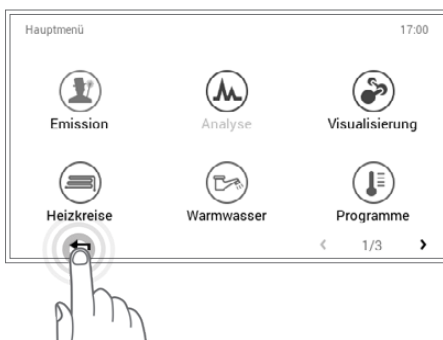 Hauptmenü 17:00
Emission Analyse Visualisierung
Heizkreise Warmwasser Programme
1/3